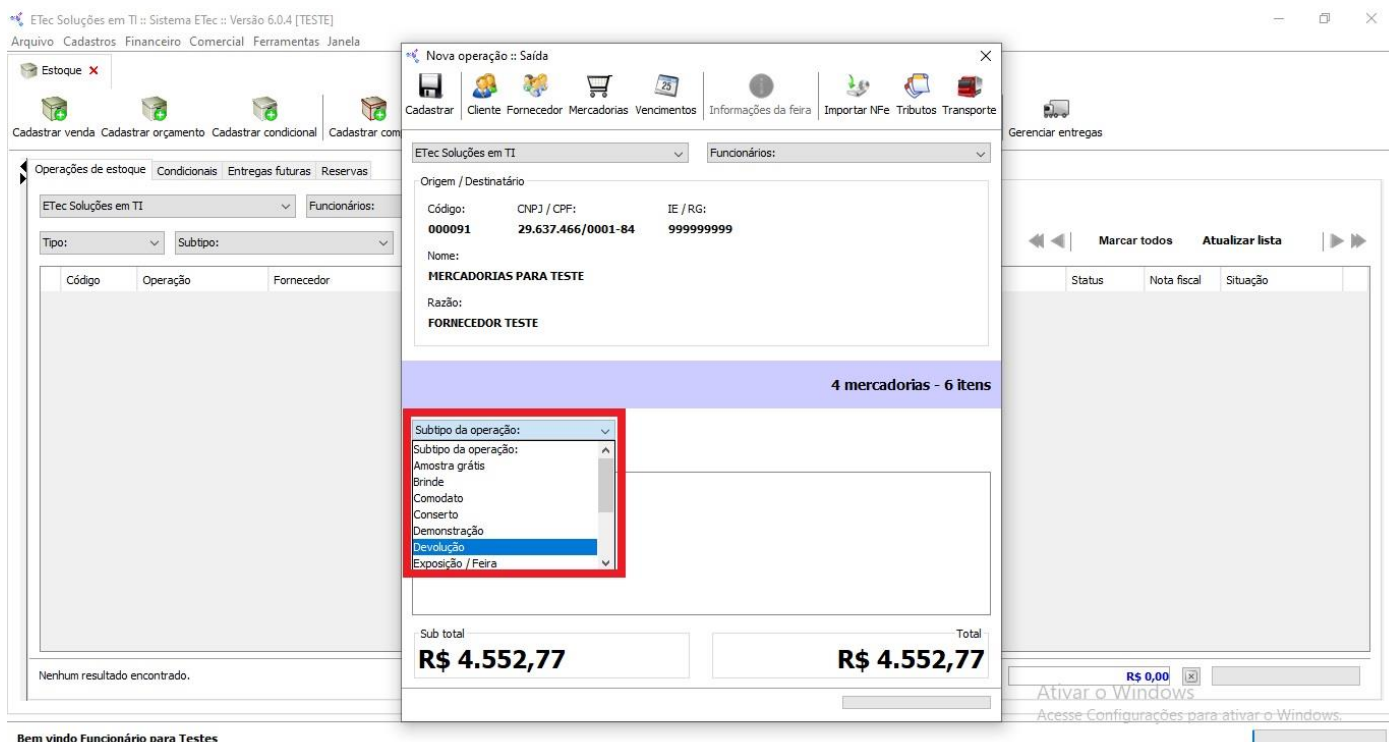 ETec Soluções em TI :: Sistema ETec :: Versão 6.0.4 [TESTE]
Arquivo Cadastros Financeiro Comercial Ferramentas Janela
Estoque
Cadastrar venda Cadastrar orçamento Cadastrar condicional Cadastrar com
Gerenciar entregas
Operações de estoque Condicionais Entregas futuras Reservas
ETec Soluções em TI Funcionários:
Tipo: Subtipo: Marcar todos Atualizar lista
Código Operação Fornecedor Status Nota fiscal Situação
Nova operação :: Saída
Cadastrar Cliente Fornecedor Mercadorias Vencimentos Informações da feira Importar NFe Tributos Transporte
25
ETec Soluções em TI Funcionários:
Origem / Destinatário
Código: CNPJ / CPF: IE / RG:
000091 29.637.466/0001-84 999999999
Nome:
MERCADORIAS PARA TESTE
Razão:
FORNECEDOR TESTE
4 mercadorias - 6 itens
Subtipo da operação:
Subtipo da operação:
Amostra grátis
Brinde
Comodato
Conserto
Demonstração
Devolução
Exposição / Feira
Sub total Total
R$ 4.552,77 R$ 4.552,77
Nenhum resultado encontrado. R$ 0,00
Ativar o Windows
Acesse Configurações para ativar o Windows.
Bem vindo Funcionário para Testes